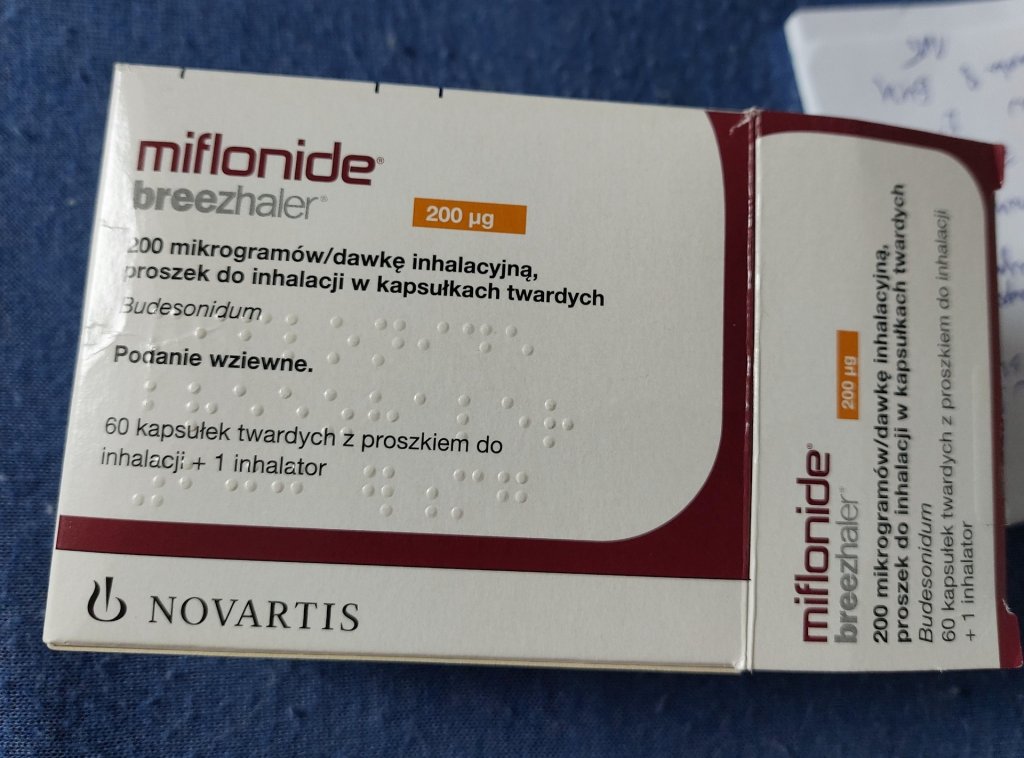 miflonide®
breezhaler®
200 µg
200 mikrogramów/dawkę inhalacyjną,
proszek do inhalacji w kapsułkach twardych
Budesonidum
Podanie wziewne.
60 kapsułek twardych z proszkiem do
inhalacji + 1 inhalator
NOVARTIS
miflonide®
breezhaler®
200 µg
200 mikrogramów/dawkę inhalacyjną,
proszek do inhalacji w kapsułkach twardych
Budesonidum
60 kapsułek twardych z proszkiem do inhalacji
+ 1 inhalator